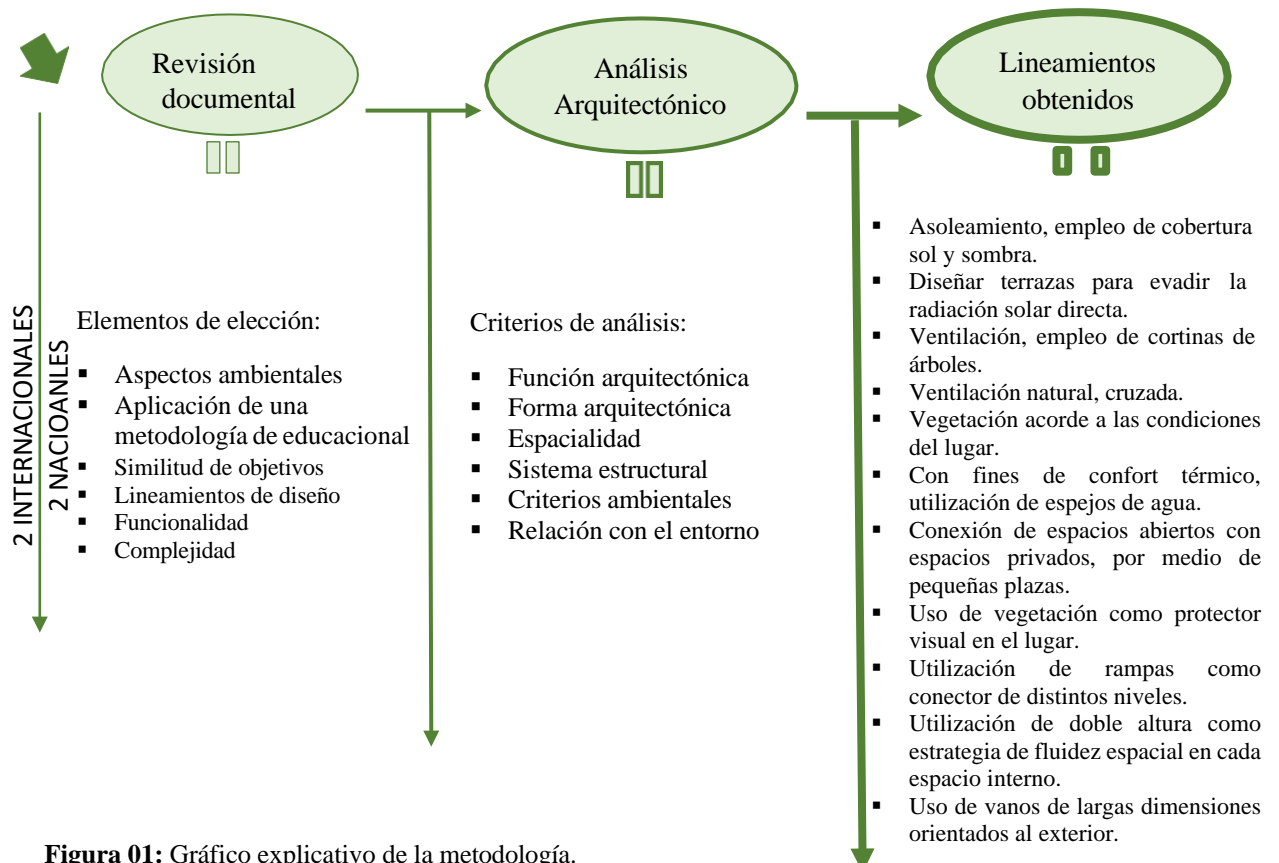 Revisión
documental
2 INTERNACIONALES
2 NACIOANLES
Elementos de elección:
▪ Aspectos ambientales
▪ Aplicación de una
metodología de educacional
▪ Similitud de objetivos
▪ Lineamientos de diseño
▪ Funcionalidad
▪ Complejidad
Análisis
Arquitectónico
Criterios de análisis:
▪ Función arquitectónica
▪ Forma arquitectónica
▪ Espacialidad
▪ Sistema estructural
▪ Criterios ambientales
▪ Relación con el entorno
Lineamientos
obtenidos
▪ Asoleamiento, empleo de cobertura
sol y sombra.
▪ Diseñar terrazas para evadir la
radiación solar directa.
▪ Ventilación, empleo de cortinas de
árboles.
▪ Ventilación natural, cruzada.
▪ Vegetación acorde a las condiciones
del lugar.
▪ Con fines de confort térmico,
utilización de espejos de agua.
▪ Conexión de espacios abiertos con
espacios privados, por medio de
pequeñas plazas.
▪ Uso de vegetación como protector
visual en el lugar.
▪ Utilización de rampas como
conector de distintos niveles.
▪ Utilización de doble altura como
estrategia de fluidez espacial en cada
espacio interno.
▪ Uso de vanos de largas dimensiones
orientados al exterior.
Figura 01: Gráfico explicativo de la metodología.